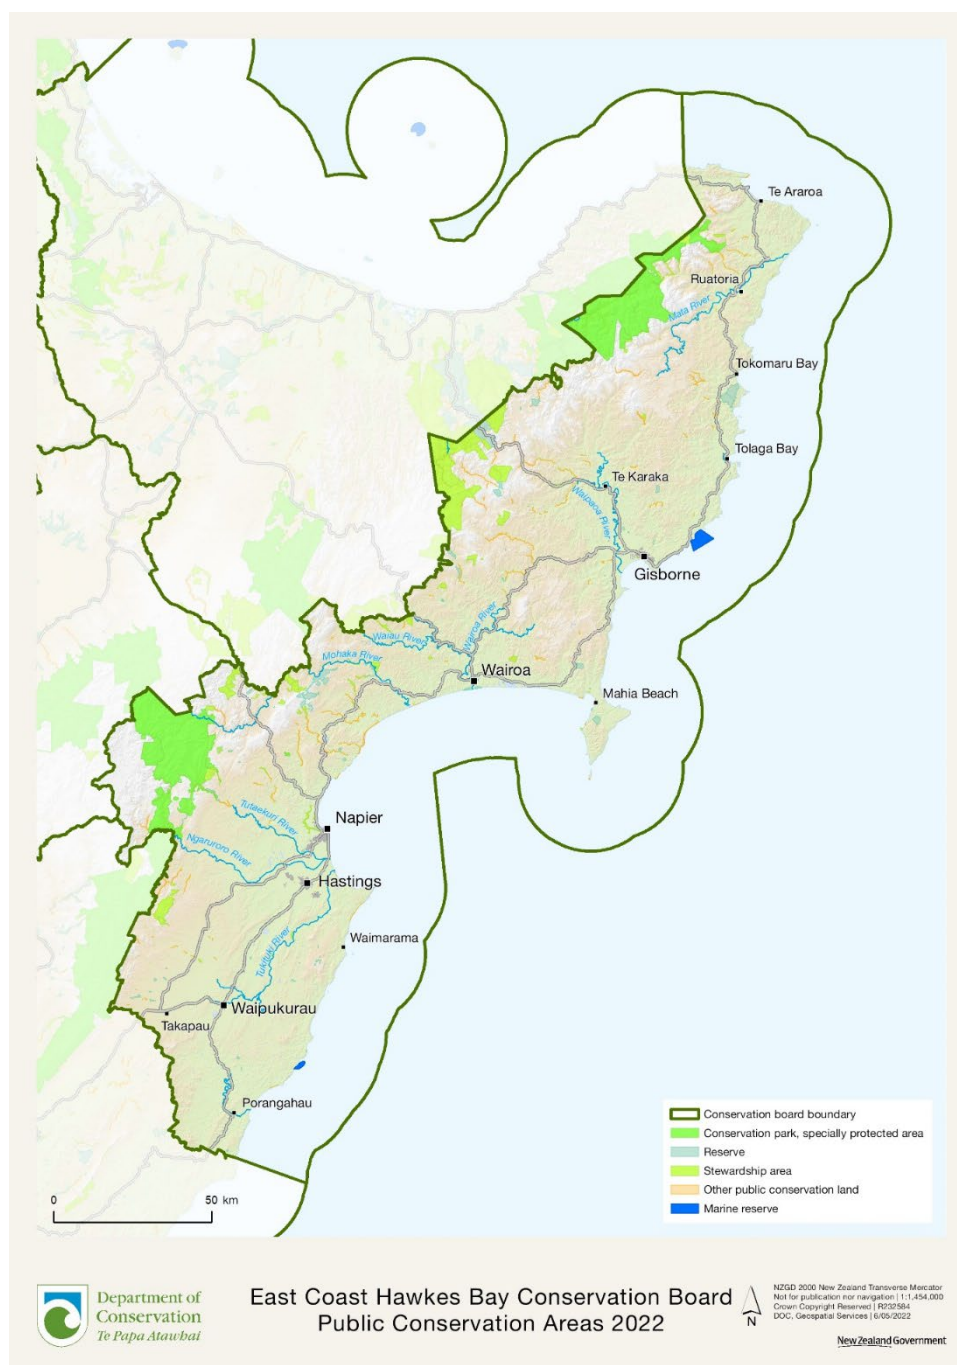 Te Araroa
Ruatoria
Mata River
Tokomaru Bay
Tolaga Bay
Te Karaka
Waipaoa River
Gisborne
Wairoa River
Waiau River
Mohaka River
Wairoa
Mahia Beach
Napier
Tutaekuri River
Ngaruroro River
Hastings
Waimarama
Tukituki River
Waipukurau
Takapau
Porangahau
Conservation board boundary
Conservation park, specially protected area
Reserve
Stewardship area
Other public conservation land
Marine reserve
0 50 km
Department of
Conservation
Te Papa Atawhai
East Coast Hawkes Bay Conservation Board
Public Conservation Areas 2022
N
NZGD 2000 New Zealand Transverse Mercator
Not for publication nor navigation | 1:1,454,000
Crown Copyright Reserved | R232584
DOC, Geospatial Services | 6/05/2022
New Zealand Government